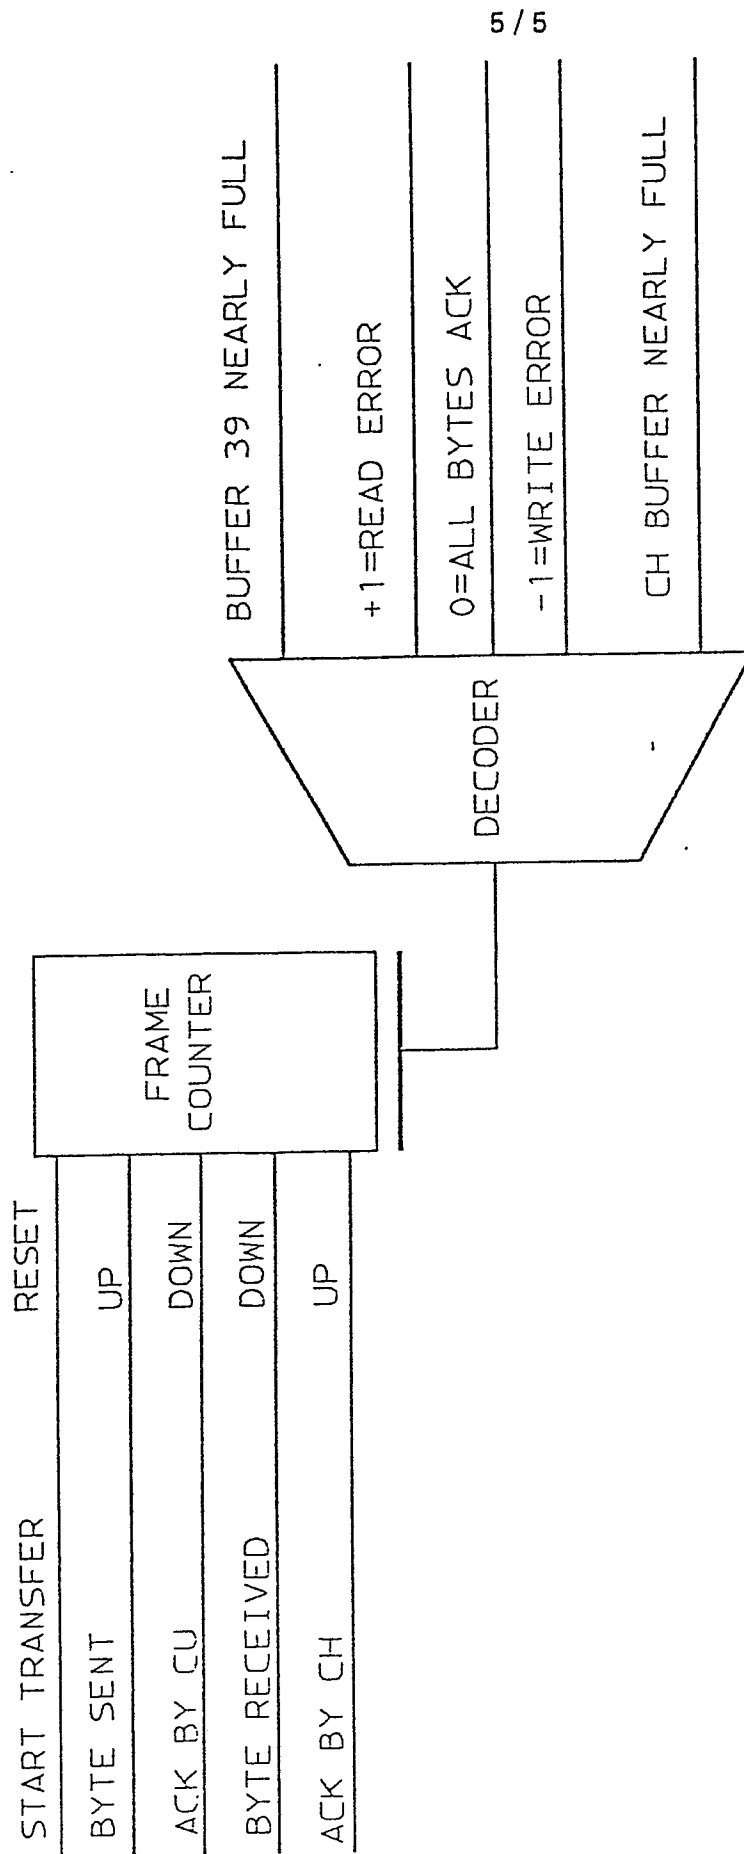 5/5
START TRANSFER
RESET
BYTE SENT
UP
ACK BY CU
DOWN
BYTE RECEIVED
DOWN
ACK BY CH
UP
FRAME
COUNTER
DECODER
BUFFER 39 NEARLY FULL
+1=READ ERROR
0=ALL BYTES ACK
-1=WRITE ERROR
CH BUFFER NEARLY FULL